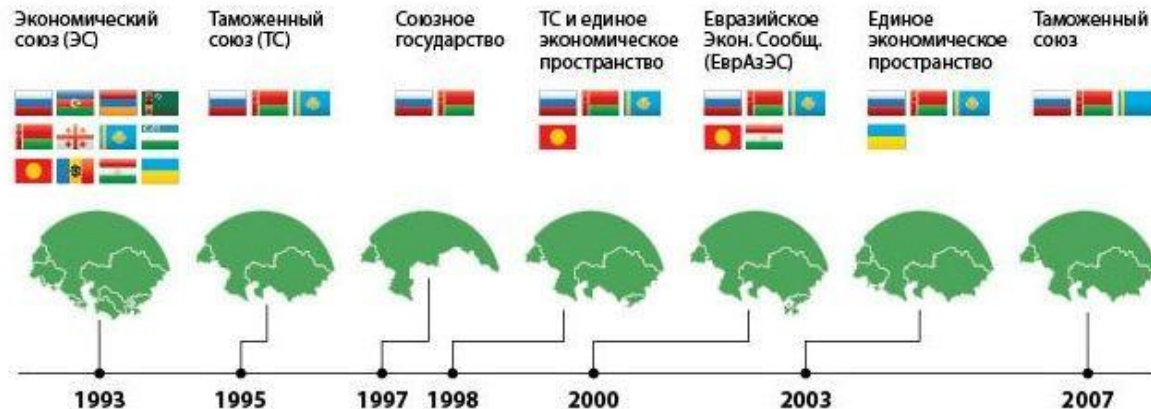 Экономический
союз (ЭС)
Таможенный
союз (ТС)
Союзное
государство
ТС и единое
экономическое
пространство
Евразийское
Экон. Сообщ.
(ЕврАзЭС)
Единое
экономическое
пространство
Таможенный
союз
1993
1995
1997
1998
2000
2003
2007